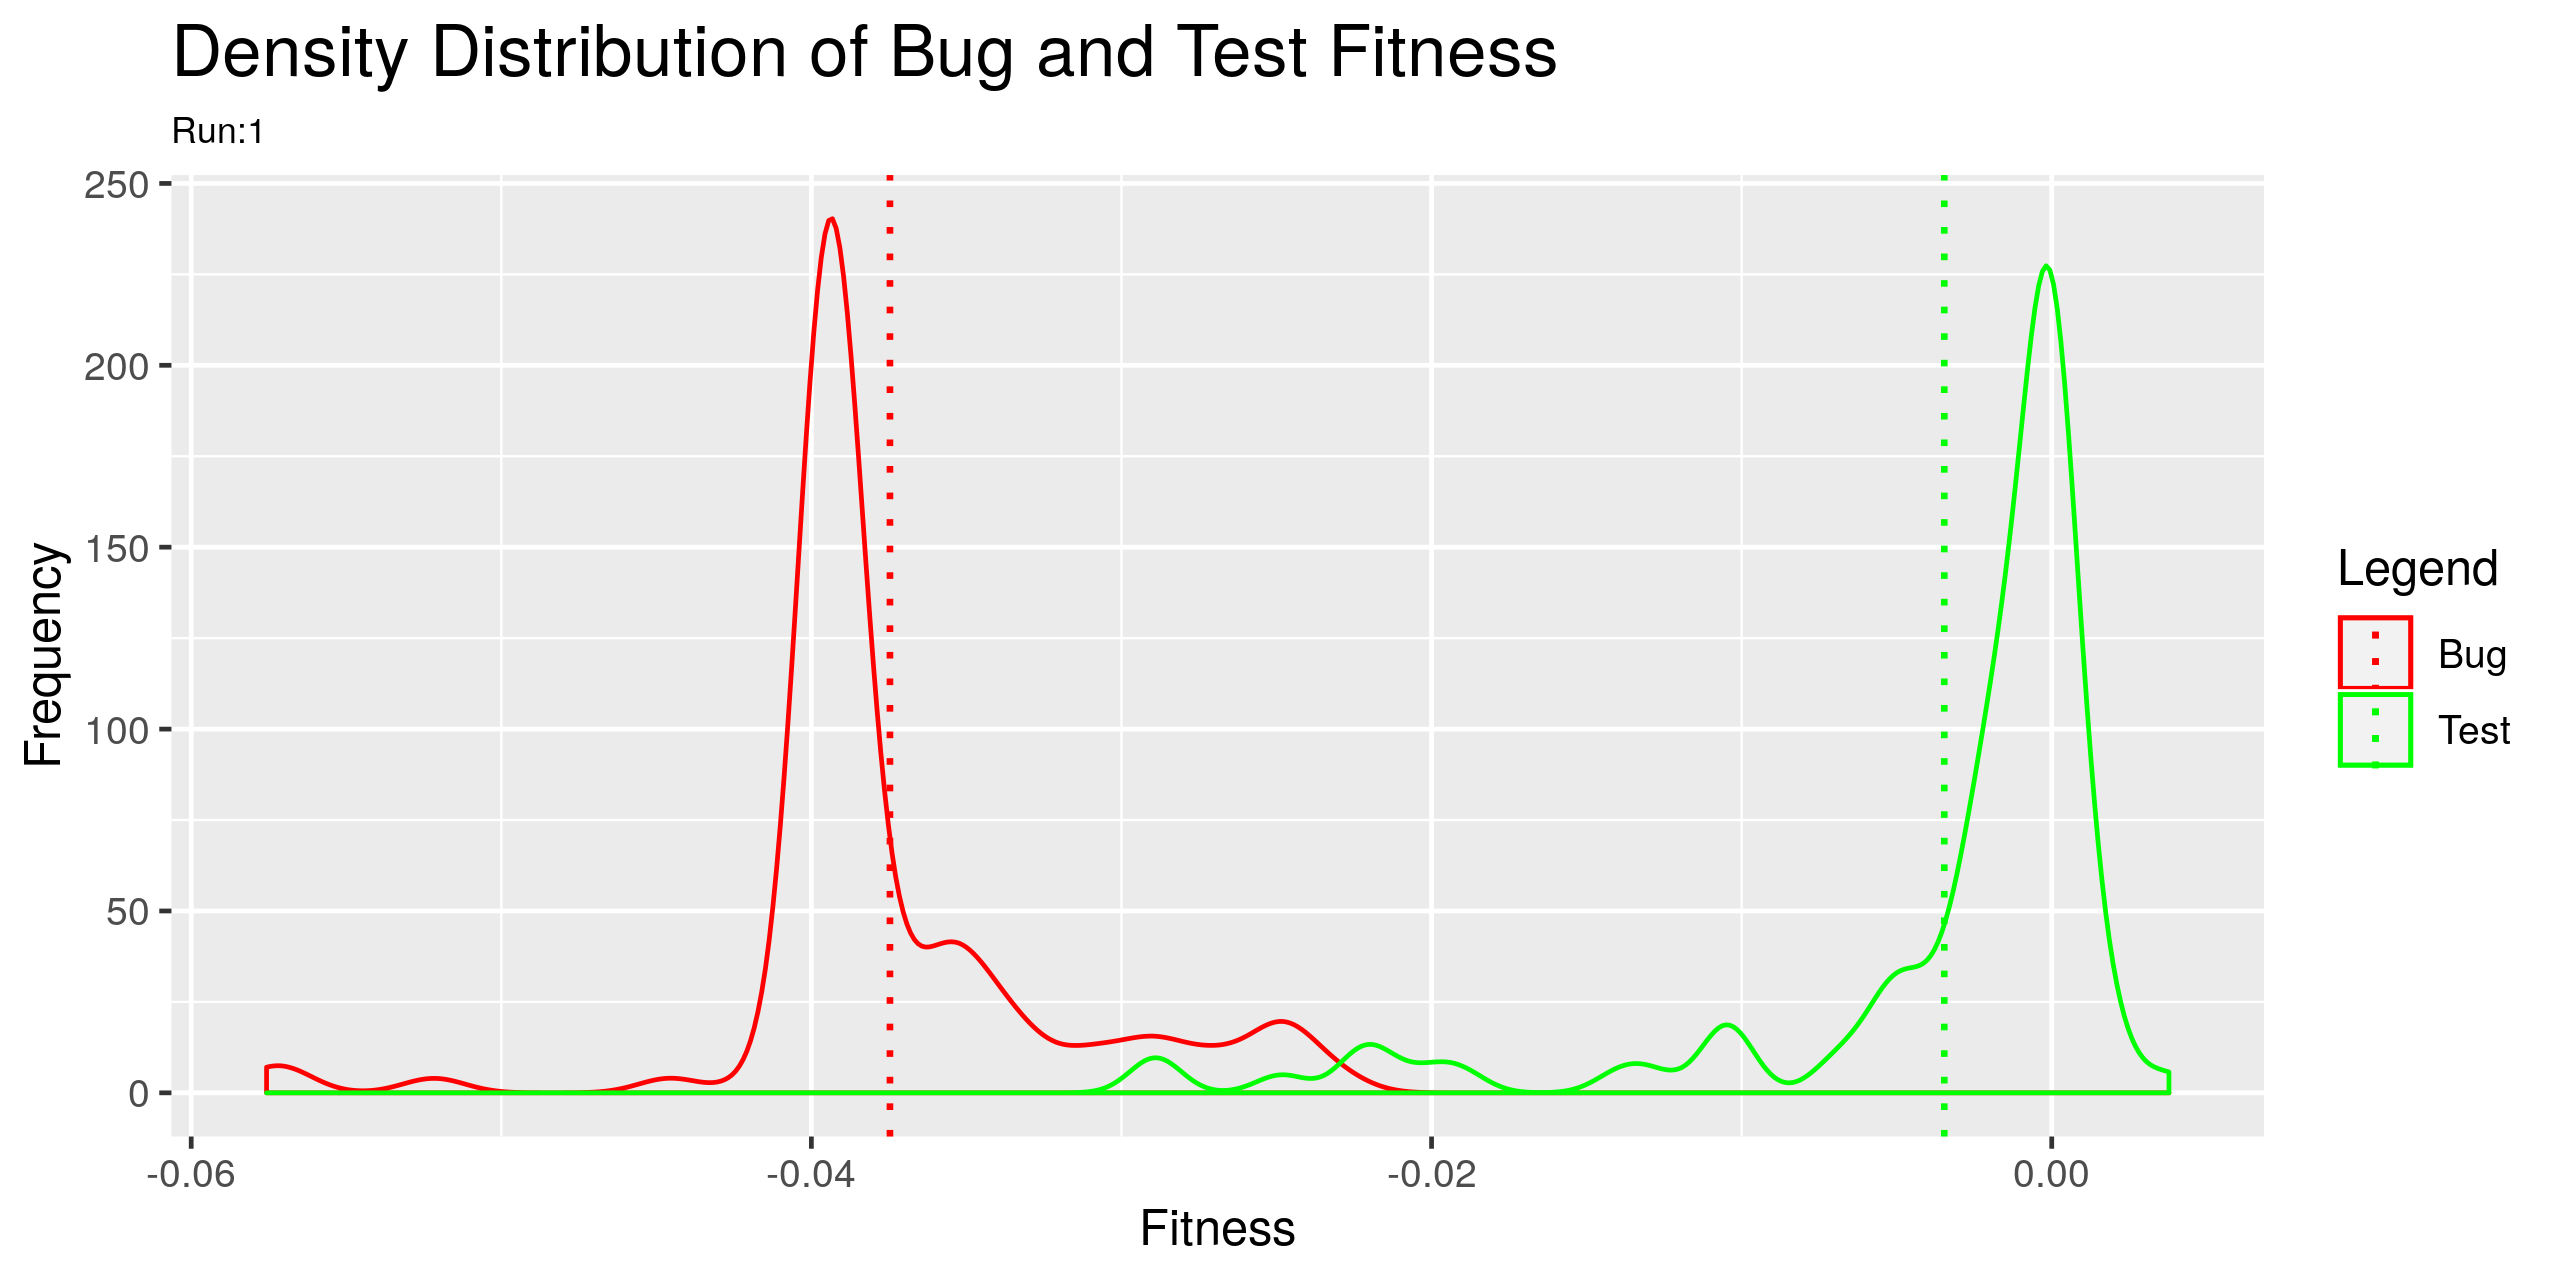 Density Distribution of Bug and Test Fitness
Run:1
250
200
150
100
50
0
Frequency
-0.06 -0.04 -0.02 0.00
Fitness
Legend
Bug
Test